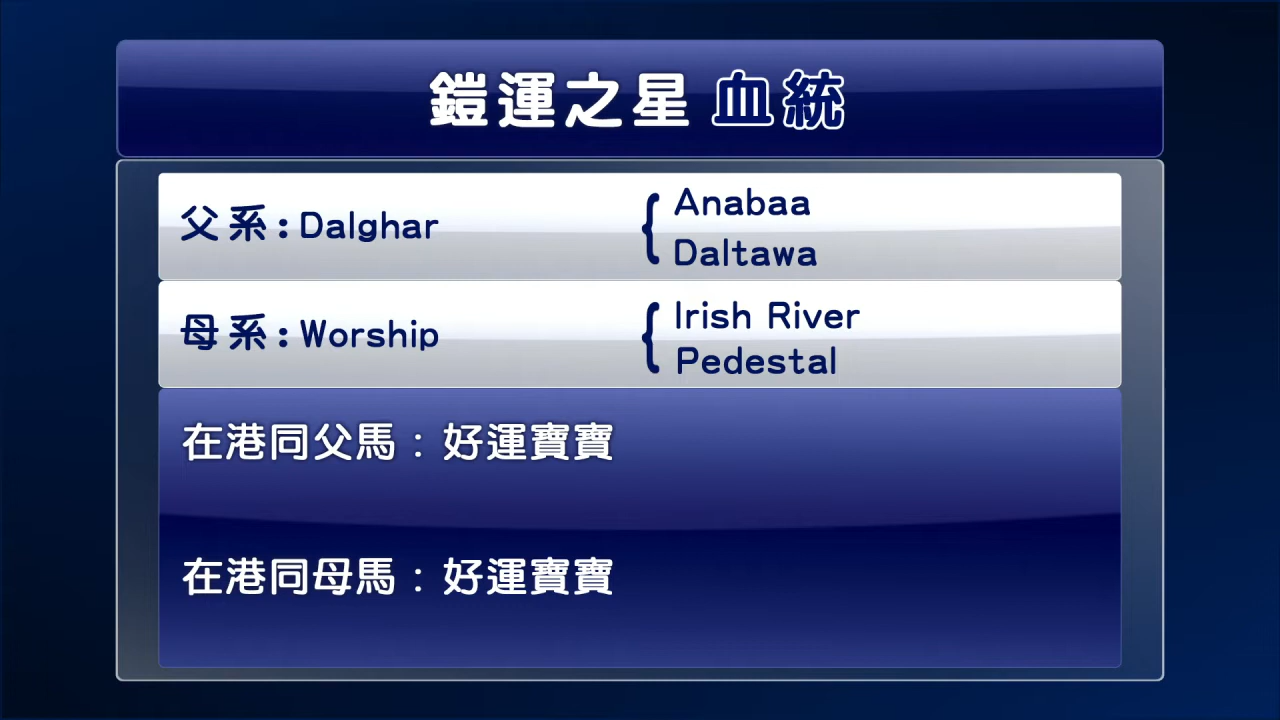 鎧運之星 血統
父系:Dalghar
Anabaa
Daltawa
母系:Worship
Irish River
Pedestal
在港同父馬：好運寶寶
在港同母馬：好運寶寶